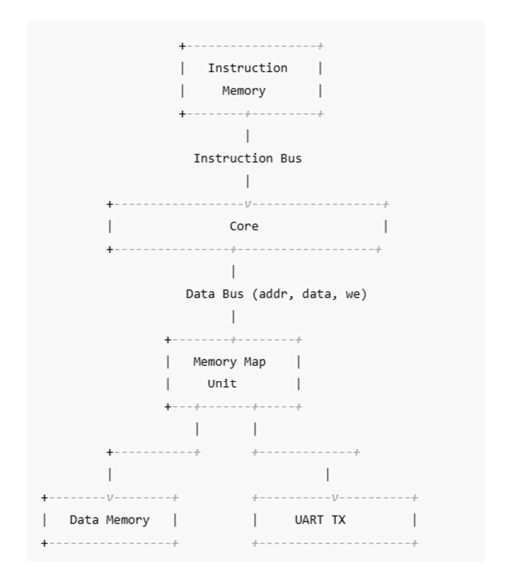 Instruction
Memory
Instruction Bus
v
Core
Data Bus (addr, data, we)
Memory Map
Unit
v v
Data Memory UART TX